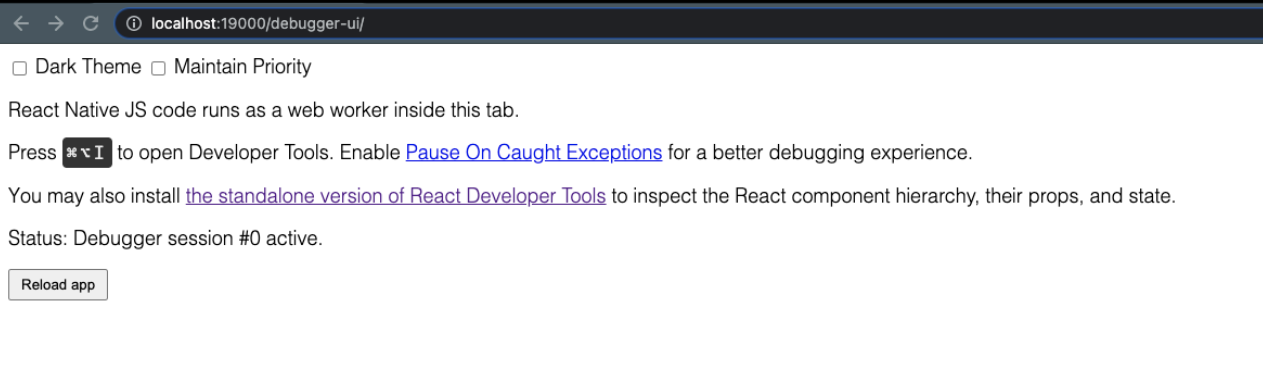 localhost:19000/debugger-ui/
Dark Theme Maintain Priority
React Native JS code runs as a web worker inside this tab.
Press ⌘⌥I to open Developer Tools. Enable Pause On Caught Exceptions for a better debugging experience.
You may also install the standalone version of React Developer Tools to inspect the React component hierarchy, their props, and state.
Status: Debugger session #0 active.
Reload app